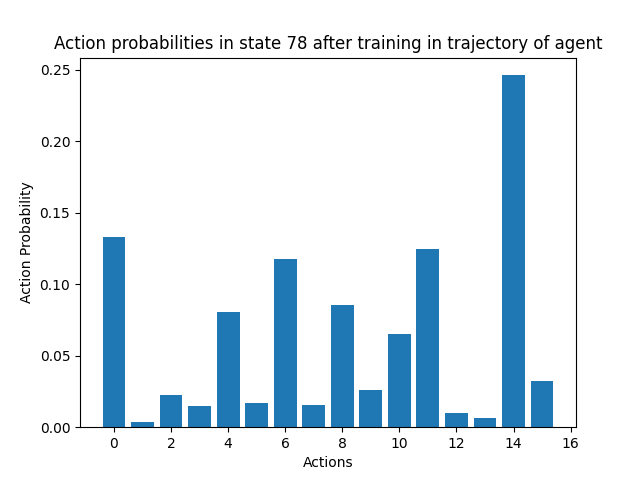 Action probabilities in state 78 after training in trajectory of agent
0.25
0.20
0.15
0.10
0.05
0.00
Action Probability
0 2 4 6 8 10 12 14 16
Actions